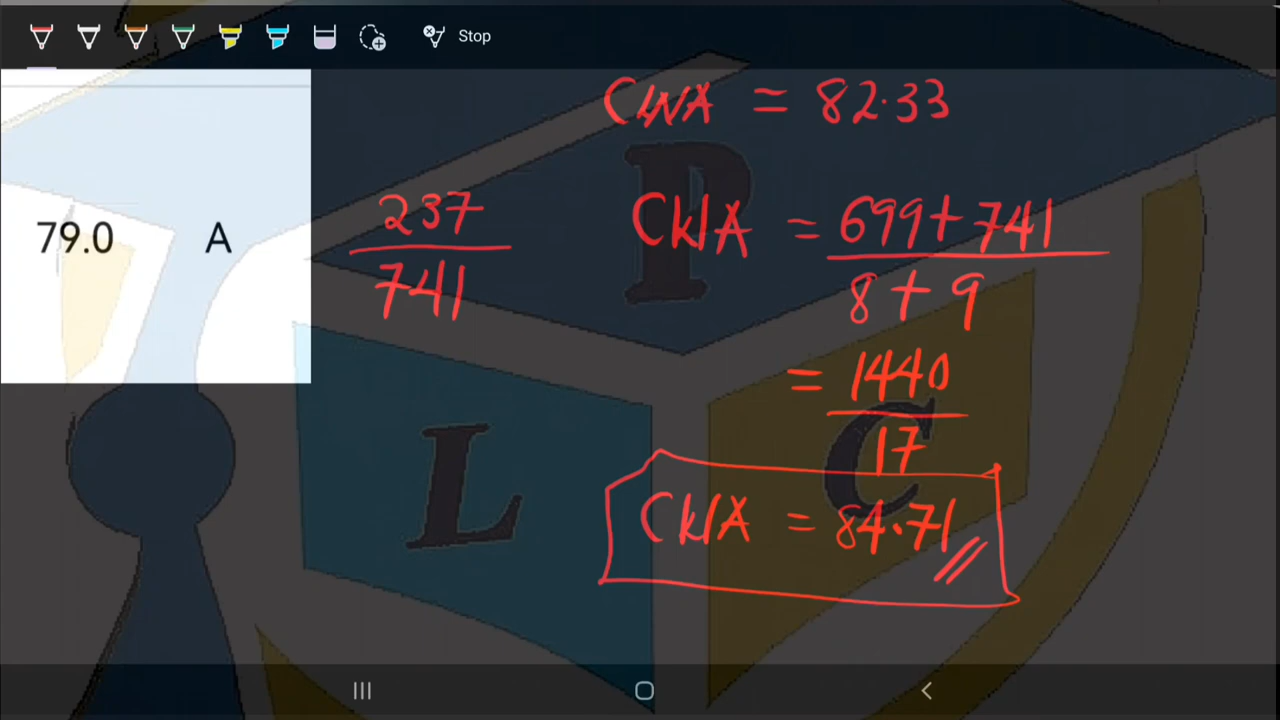 Stop
CWA = 82.33
79.0 A
237
741
CWA = 699+741
8+9
= 1440
17
CWA = 84.71
P
L
C